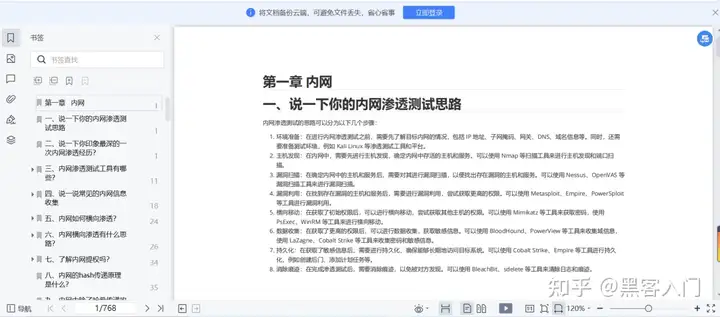 将文档备份云端，可避免文件丢失，省心省事 立即登录
书签
书签查找
第一章 内网 1
一、说一下你的内网渗透测试思路 1
二、说一下你印象最深的一次内网渗透经历? 1
三、内网渗透测试工具有哪些? 11
四、说一说常见的内网信息收集 18
五、内网如何横向渗透? 24
六、内网横向渗透有什么思路? 24
七、了解内网提权吗? 31
八、内网的hash传递原理是什么? 35
导航
1/768
第一章 内网
一、说一下你的内网渗透测试思路
内网渗透测试的思路可以分为以下几个步骤：
1. 环境准备：在进行内网渗透测试之前，需要先了解目标内网的情况，包括 IP 地址、子网掩码、网关、DNS、域名信息等。同时，还需
要准备测试环境，例如 Kali Linux 等渗透测试工具和平台。
2. 主机发现：在内网中，需要先进行主机发现，确定内网中存活的主机和服务。可以使用 Nmap 等扫描工具来进行主机发现和端口扫
描。
3. 漏洞扫描：在确定内网中的主机和服务后，需要对其进行漏洞扫描，以便找出存在漏洞的主机和服务。可以使用 Nessus、OpenVAS 等
漏洞扫描工具来进行漏洞扫描。
4. 漏洞利用：在找到存在漏洞的主机和服务后，需要进行漏洞利用，尝试获取更高的权限。可以使用 Metasploit、Empire、PowerSploit
等工具进行漏洞利用。
5. 横向移动：在获取了初始权限后，可以进行横向移动，尝试获取其他主机的权限。可以使用 Mimikatz 等工具来获取密码，使用
PsExec、WinRM 等工具来进行横向移动。
6. 数据收集：在获取了更高的权限后，可以进行数据收集，获取敏感信息。可以使用 BloodHound、PowerView 等工具来收集域信息，
使用 LaZagne、Cobalt Strike 等工具来收集密码和敏感信息。
7. 持久化：在获取了敏感信息后，需要进行持久化，确保能够长期地访问目标系统。可以使用 Cobalt Strike、Empire 等工具进行持久
化，例如创建后门、添加计划任务等。
8. 消除痕迹：在完成渗透测试后，需要消除痕迹，以免被对方发现。可以使用 BleachBit、sdelete 等工具来清除日志和痕迹。
120%
知乎 @黑客入门